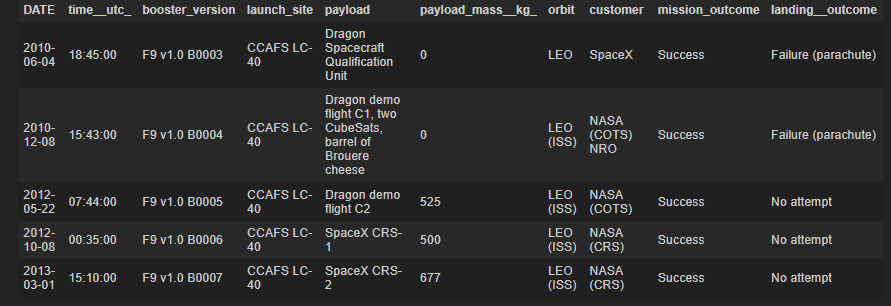 DATE time__utc_ booster_version launch_site payload payload_mass__kg_ orbit customer mission_outcome landing__outcome
2010-06-04 18:45:00 F9 v1.0 B0003 CCAFS LC-40 Dragon Spacecraft Qualification Unit 0 LEO SpaceX Success Failure (parachute)
2010-12-08 15:43:00 F9 v1.0 B0004 CCAFS LC-40 Dragon demo flight C1, two CubeSats, barrel of Brouere cheese 0 LEO (ISS) NASA (COTS) NRO Success Failure (parachute)
2012-05-22 07:44:00 F9 v1.0 B0005 CCAFS LC-40 Dragon demo flight C2 525 LEO (ISS) NASA (COTS) Success No attempt
2012-10-08 00:35:00 F9 v1.0 B0006 CCAFS LC-40 SpaceX CRS-1 500 LEO (ISS) NASA (CRS) Success No attempt
2013-03-01 15:10:00 F9 v1.0 B0007 CCAFS LC-40 SpaceX CRS-2 677 LEO (ISS) NASA (CRS) Success No attempt